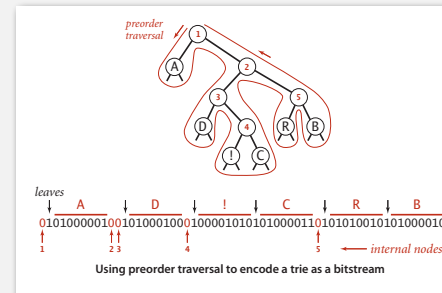 preorder
traversal
1
A
2
3
5
D
4
R
B
!
C
leaves
A D ! C R B
01010000010010100010001000010101010000110101010010101000010
1 2 3 4 5 internal nodes
Using preorder traversal to encode a trie as a bitstream